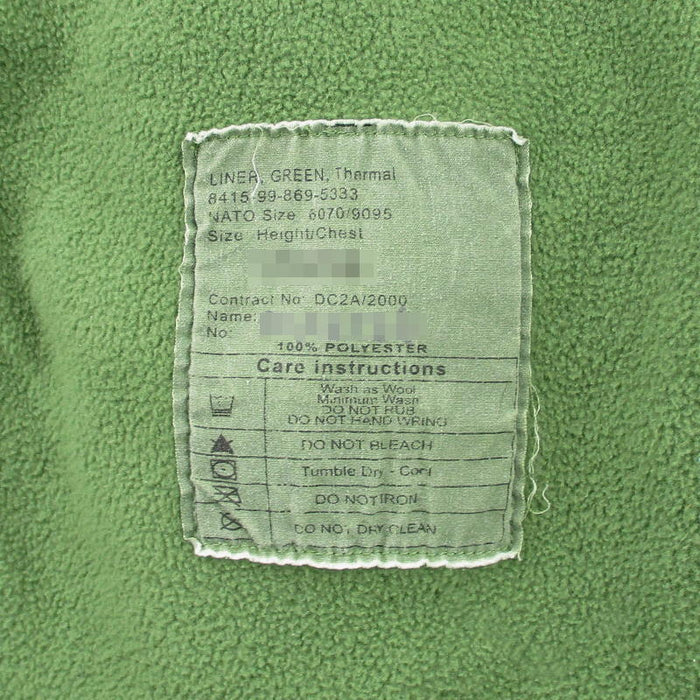 LINER, GREEN, Thermal
8415-99-869-5333
NATO Size 6070/9095
Size Height/Chest
Contract No DC2A/2000
Name:
No:
100% POLYESTER
Care instructions
Wash as Wool
Minimum Wash
DO NOT RUB
DO NOT HAND WRING
DO NOT BLEACH
Tumble Dry - Cool
DO NOT IRON
DO NOT DRY CLEAN